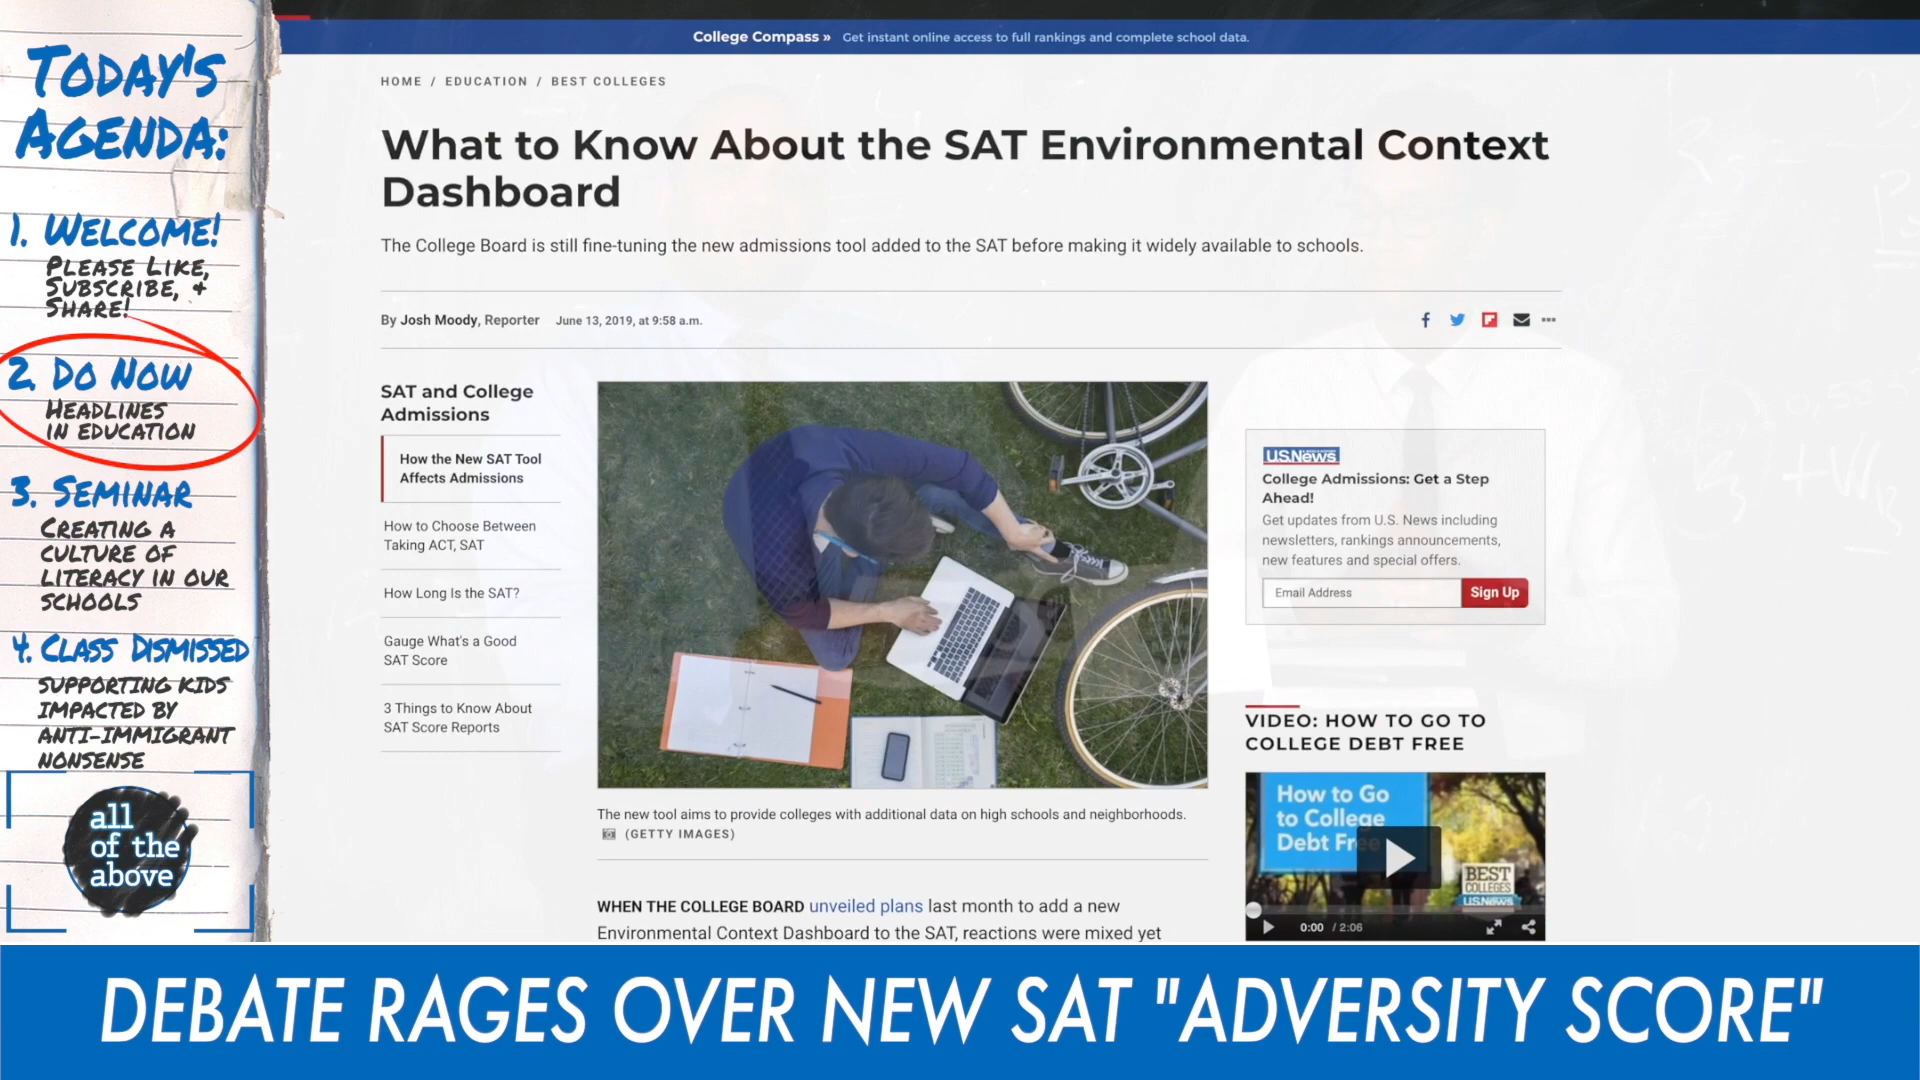 TODAY'S
AGENDA:
1. WELCOME!
PLEASE LIKE,
SUBSCRIBE, +
SHARE!
2. DO NOW
HEADLINES
IN EDUCATION
3. SEMINAR
CREATING A
CULTURE OF
LITERACY IN OUR
SCHOOLS
4. CLASS DISMISSED
SUPPORTING KIDS
IMPACTED BY
ANTI-IMMIGRANT
NONSENSE
all
of the
above
College Compass » Get instant online access to full rankings and complete school data.
HOME / EDUCATION / BEST COLLEGES
What to Know About the SAT Environmental Context
Dashboard
The College Board is still fine-tuning the new admissions tool added to the SAT before making it widely available to schools.
By Josh Moody, Reporter June 13, 2019, at 9:58 a.m.
SAT and College
Admissions
How the New SAT Tool
Affects Admissions
How to Choose Between
Taking ACT, SAT
How Long Is the SAT?
Gauge What's a Good
SAT Score
3 Things to Know About
SAT Score Reports
The new tool aims to provide colleges with additional data on high schools and neighborhoods.
(GETTY IMAGES)
WHEN THE COLLEGE BOARD unveiled plans last month to add a new
Environmental Context Dashboard to the SAT, reactions were mixed yet
U.S.News
College Admissions: Get a Step
Ahead!
Get updates from U.S. News including
newsletters, rankings announcements,
new features and special offers.
Email Address Sign Up
VIDEO: HOW TO GO TO
COLLEGE DEBT FREE
How to Go
to College
Debt Free
BEST
COLLEGES
U.S.News
0:00 / 2:06
DEBATE RAGES OVER NEW SAT "ADVERSITY SCORE"